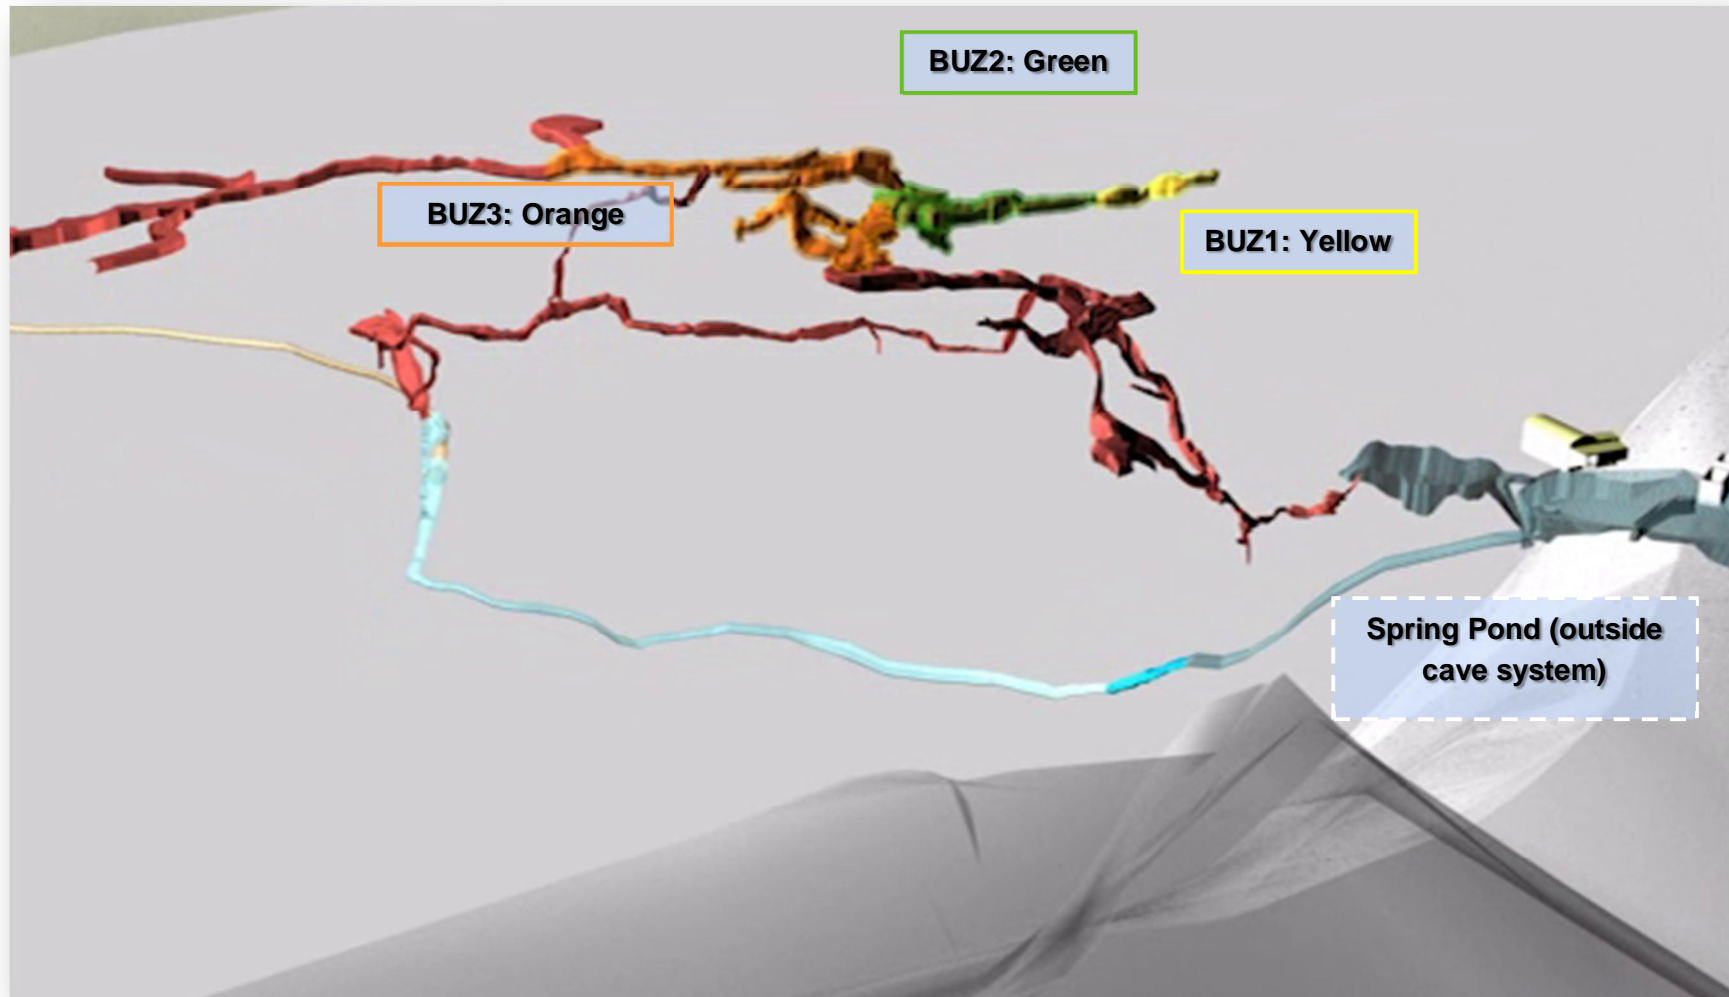 BUZ2: Green
BUZ3: Orange
BUZ1: Yellow
Spring Pond (outside
cave system)